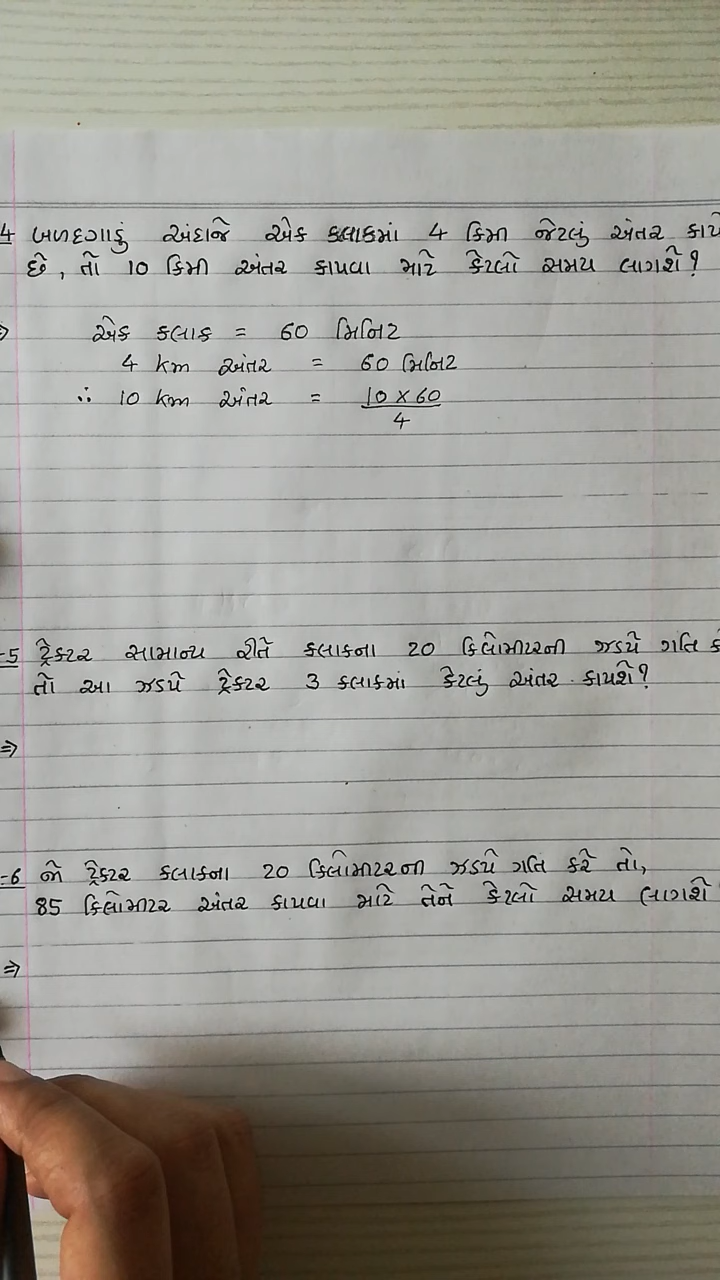 4 બળદગાડું અંદાજે એક કલાકમાં 4 કિમી જેટલું અંતર કાપે
છે, તો 10 કિમી અંતર કાપવા માટે કેટલો સમય લાગશે?
એક કલાક = 60 મિનિટ
4 km અંતર = 60 મિનિટ
∴ 10 km અંતર = 10 × 60
4
-5 ટ્રેક્ટર સામાન્ય રીતે કલાકના 20 કિલોમીટરની ઝડપે ગતિ કરે
તો આ ઝડપે ટ્રેક્ટર 3 કલાકમાં કેટલું અંતર કાપશે?
⇒
-6 જો ટ્રેક્ટર કલાકના 20 કિલોમીટરની ઝડપે ગતિ કરે તો,
85 કિલોમીટર અંતર કાપવા માટે તેને કેટલો સમય લાગશે
⇒